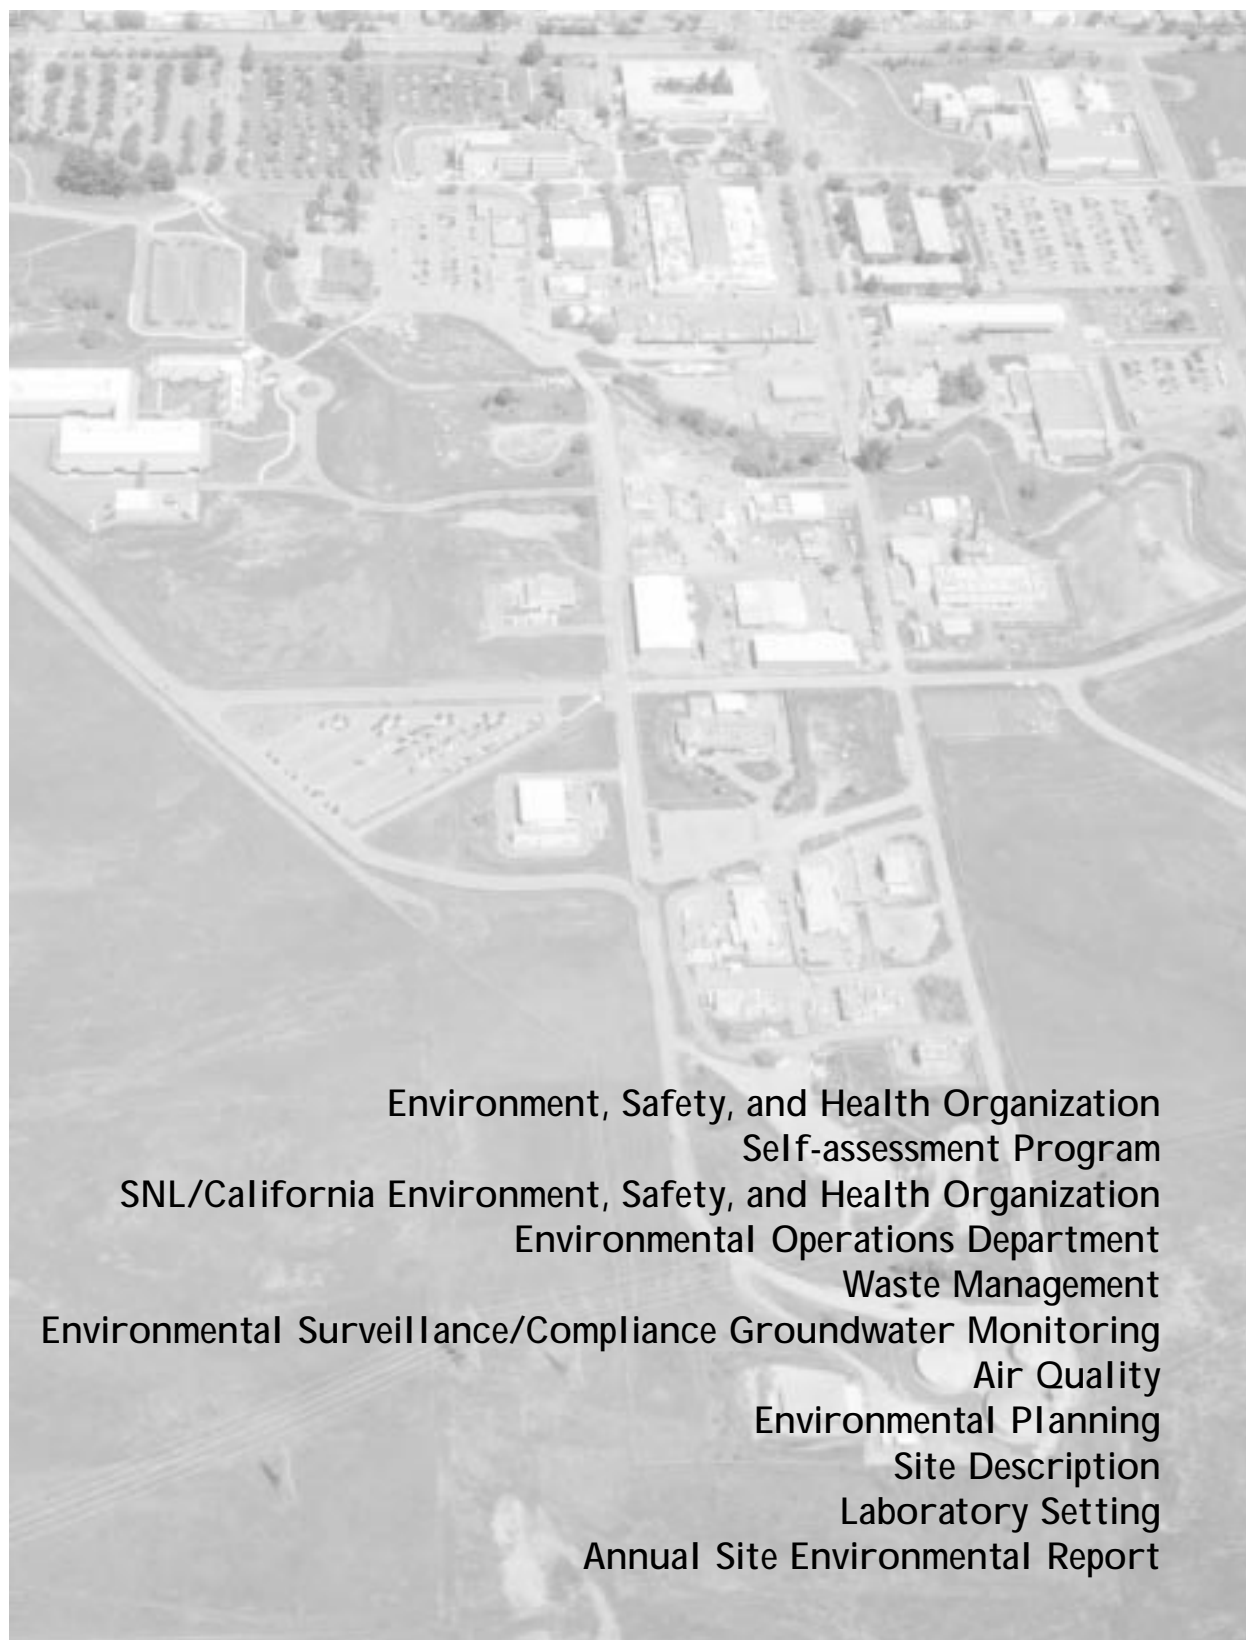 Environment, Safety, and Health Organization
Self-assessment Program
SNL/California Environment, Safety, and Health Organization
Environmental Operations Department
Waste Management
Environmental Surveillance/Compliance Groundwater Monitoring
Air Quality
Environmental Planning
Site Description
Laboratory Setting
Annual Site Environmental Report